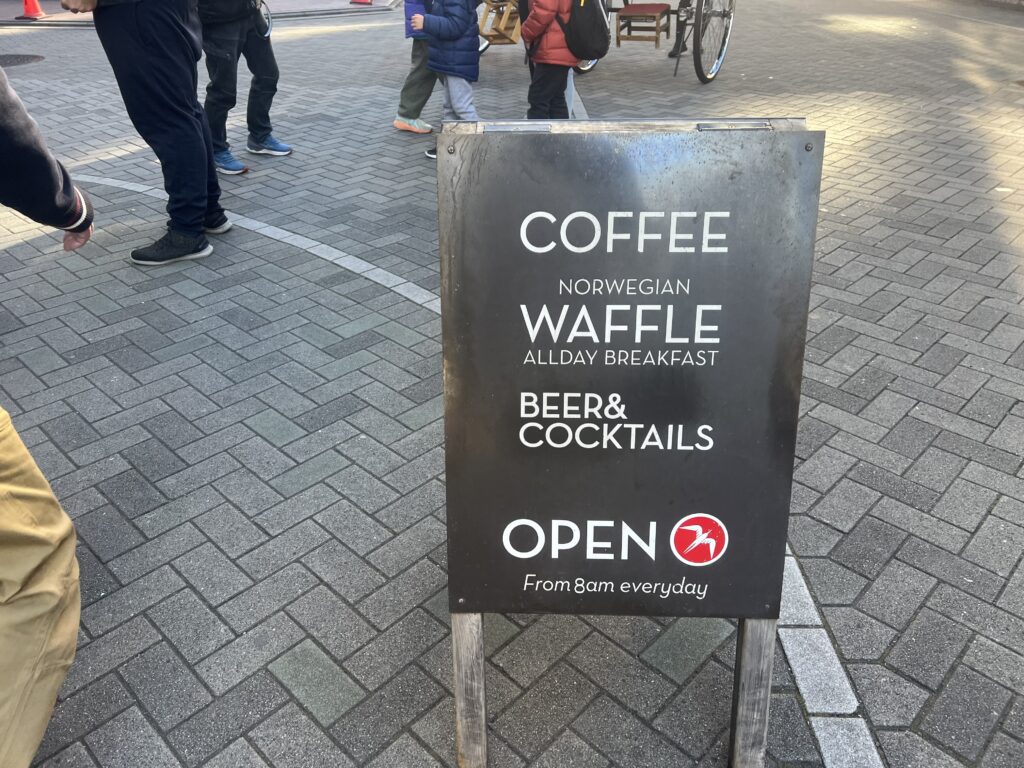 COFFEE
NORWEGIAN
WAFFLE
ALLDAY BREAKFAST
BEER&
COCKTAILS
OPEN
From 8am everyday